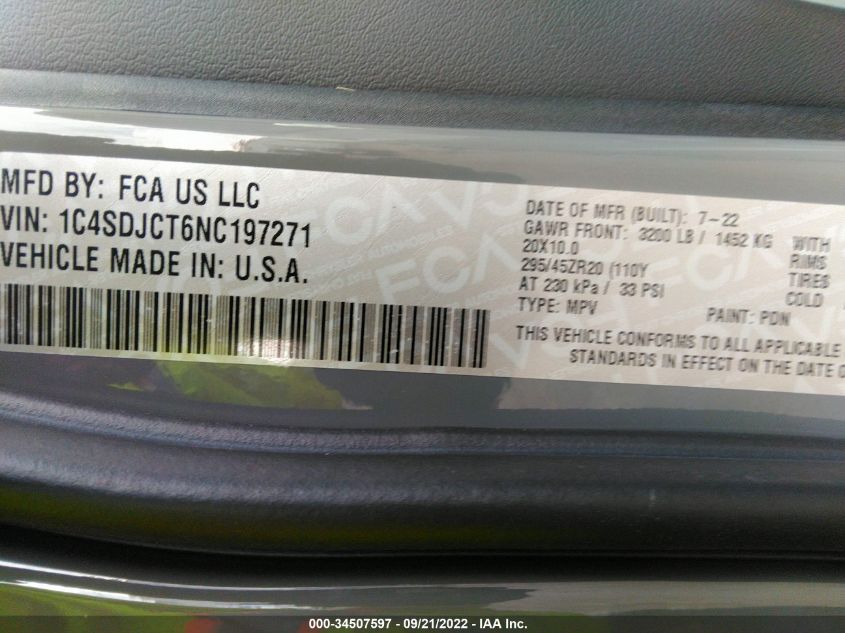 MFD BY: FCA US LLC
VIN: 1C4SDJCT6NC197271
VEHICLE MADE IN: U.S.A.
DATE OF MFR (BUILT): 7-22
GAWR FRONT: 3200 LB / 1452 KG WITH
20X10.0 RIMS
295/45ZR20 (110Y TIRES
AT 230 kPa / 33 PSI COLD
TYPE: MPV PAINT: PDN
THIS VEHICLE CONFORMS TO ALL APPLICABLE
STANDARDS IN EFFECT ON THE DATE O
000-34507597 - 09/21/2022 - IAA Inc.